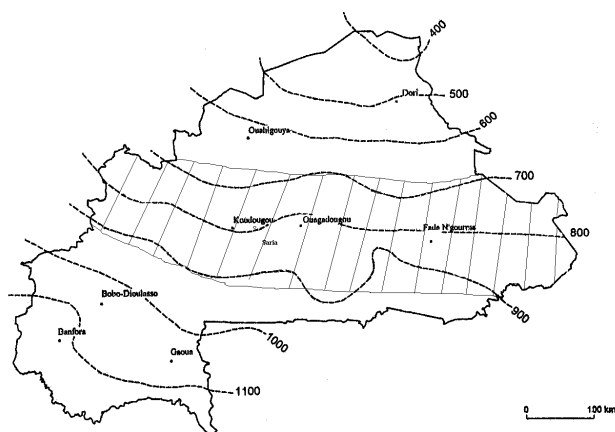 400
Dori
500
600
Ouahigouya
700
Koudougou
Ouagadougou
800
Fada N'gourma
Saria
900
Bobo-Dioulasso
Banfora
1000
Gaoua
1100
0 100 km